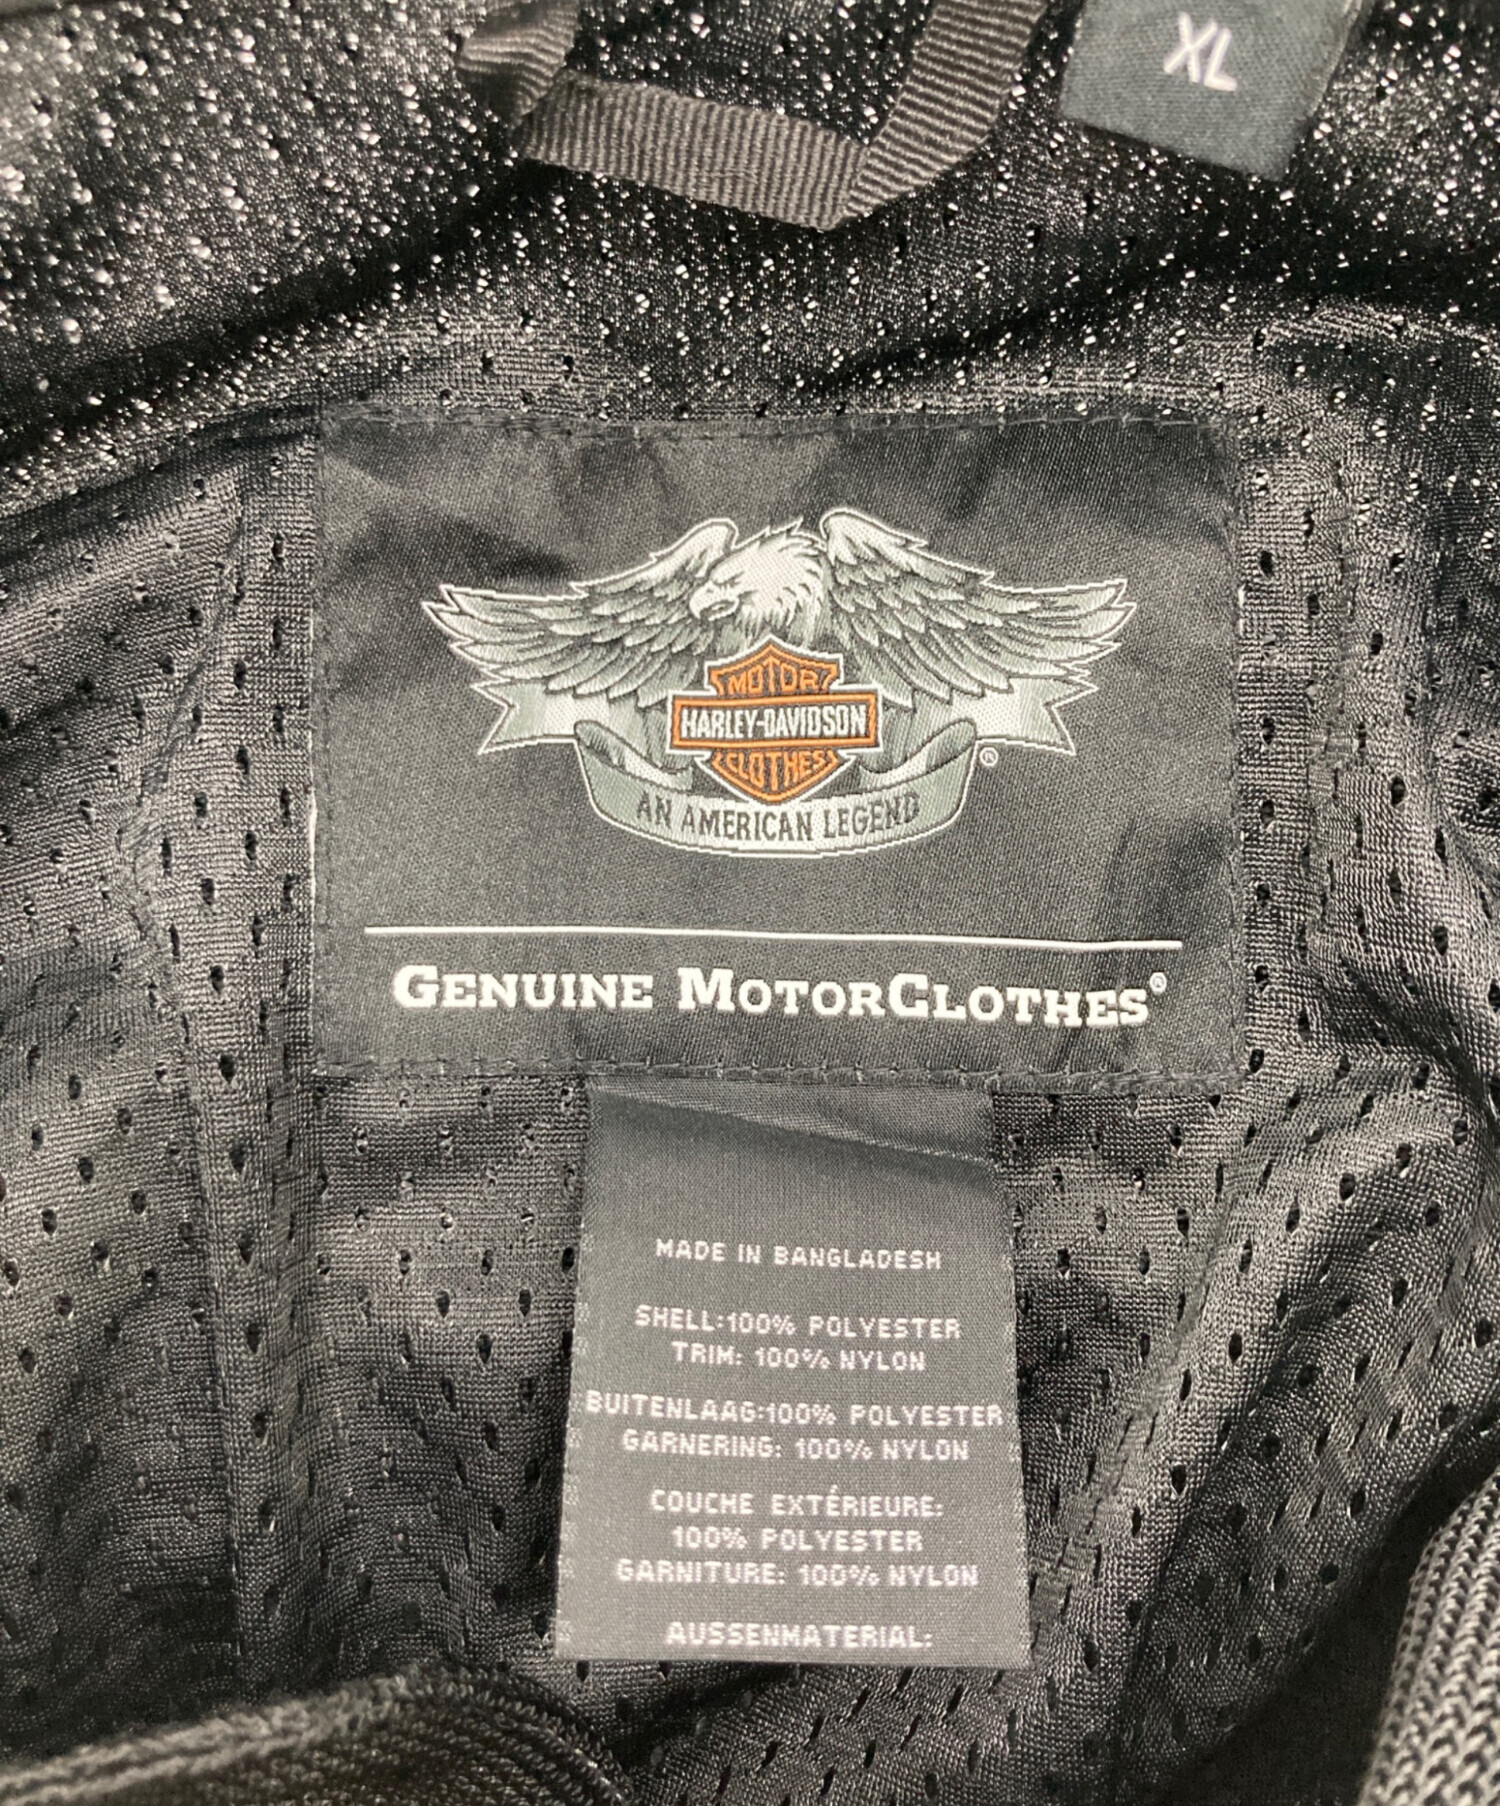 XL
MOTOR
HARLEY-DAVIDSON
CLOTHES
®
AN AMERICAN LEGEND
GENUINE MOTORCLOTHES®
MADE IN BANGLADESH
SHELL:100% POLYESTER
TRIM: 100% NYLON
BUITENLAAG:100% POLYESTER
GARNERING: 100% NYLON
COUCHE EXTÉRIEURE:
100% POLYESTER
GARNITURE: 100% NYLON
AUSSENMATERIAL: